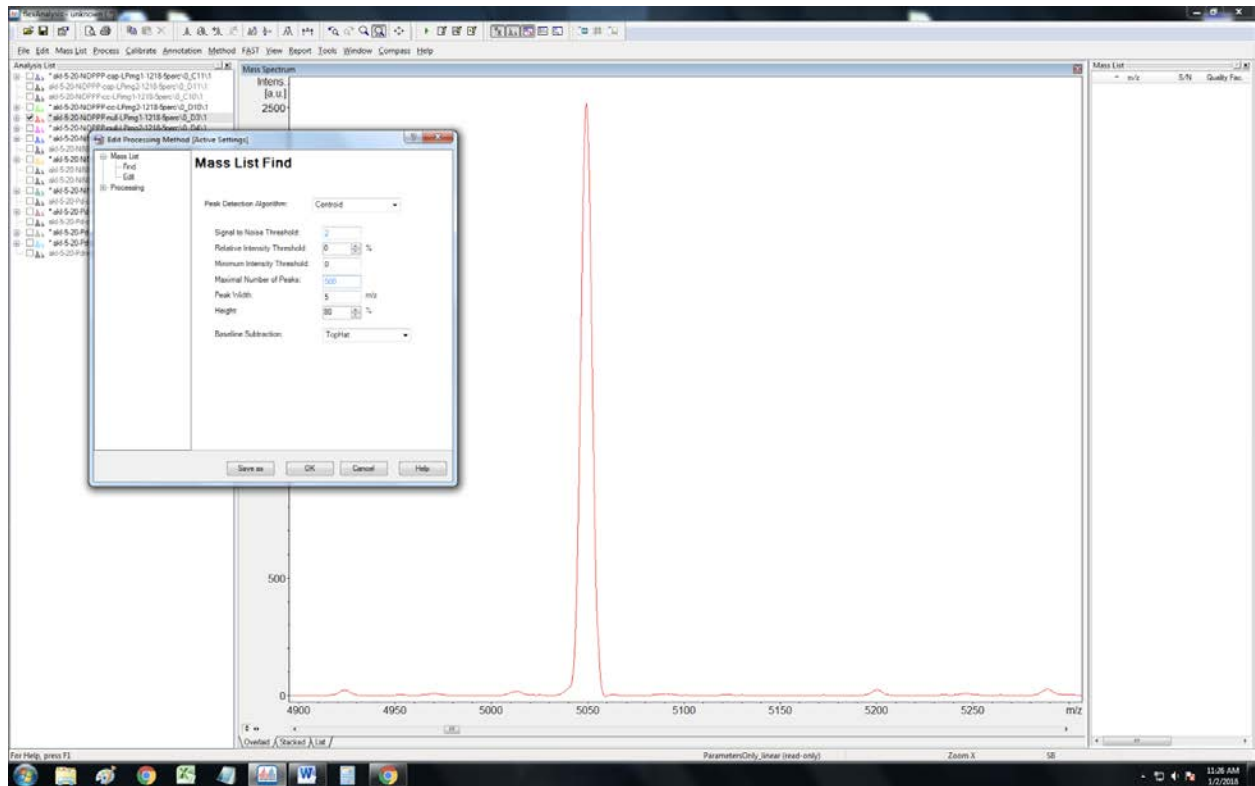 flexAnalysis - unknown
File Edit Mass List Process Calibrate Annotation Method FAST View Report Tools Window Compass Help
Analysis List
Mass Spectrum
Mass List
m/z S/N Quality Fac.
Intens.
[a.u.]
2500
Edit Processing Method [Active Settings]
Mass List
Find
Edit
Processing
Mass List Find
Peak Detection Algorithm: Centroid
Signal to Noise Threshold: 2
Relative Intensity Threshold: 0 %
Minimum Intensity Threshold: 0
Maximal Number of Peaks: 500
Peak Width: 5 m/z
Height: 80 %
Baseline Subtraction: TopHat
Save as OK Cancel Help
500
0
4900 4950 5000 5050 5100 5150 5200 5250 m/z
Overlaid Stacked List
For Help, press F1 ParametersOnly_linear (read-only) Zoom X SB
11:26 AM
1/2/2018